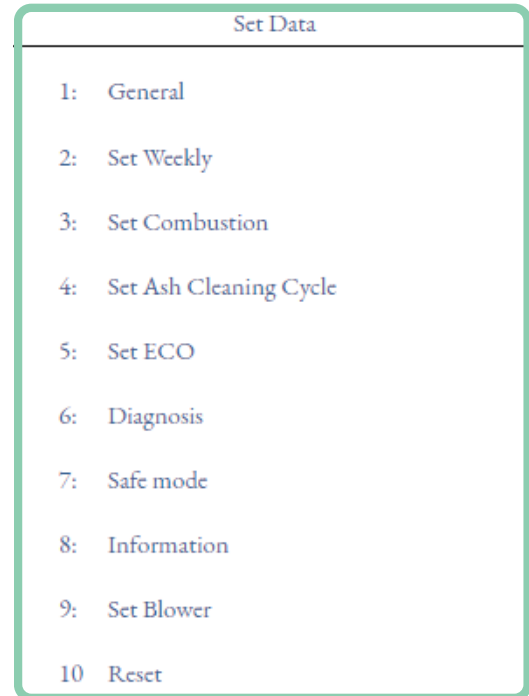 Set Data
1: General
2: Set Weekly
3: Set Combustion
4: Set Ash Cleaning Cycle
5: Set ECO
6: Diagnosis
7: Safe mode
8: Information
9: Set Blower
10 Reset